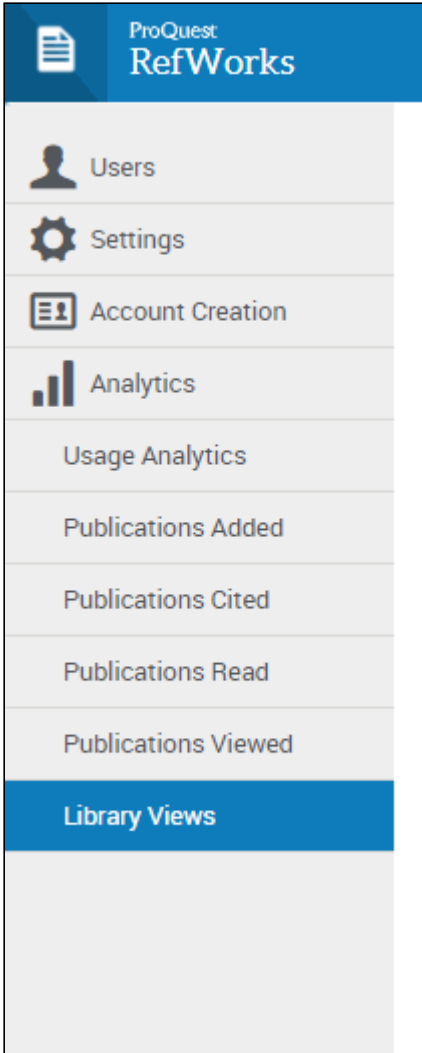 ProQuest
RefWorks
Users
Settings
Account Creation
Analytics
Usage Analytics
Publications Added
Publications Cited
Publications Read
Publications Viewed
Library Views